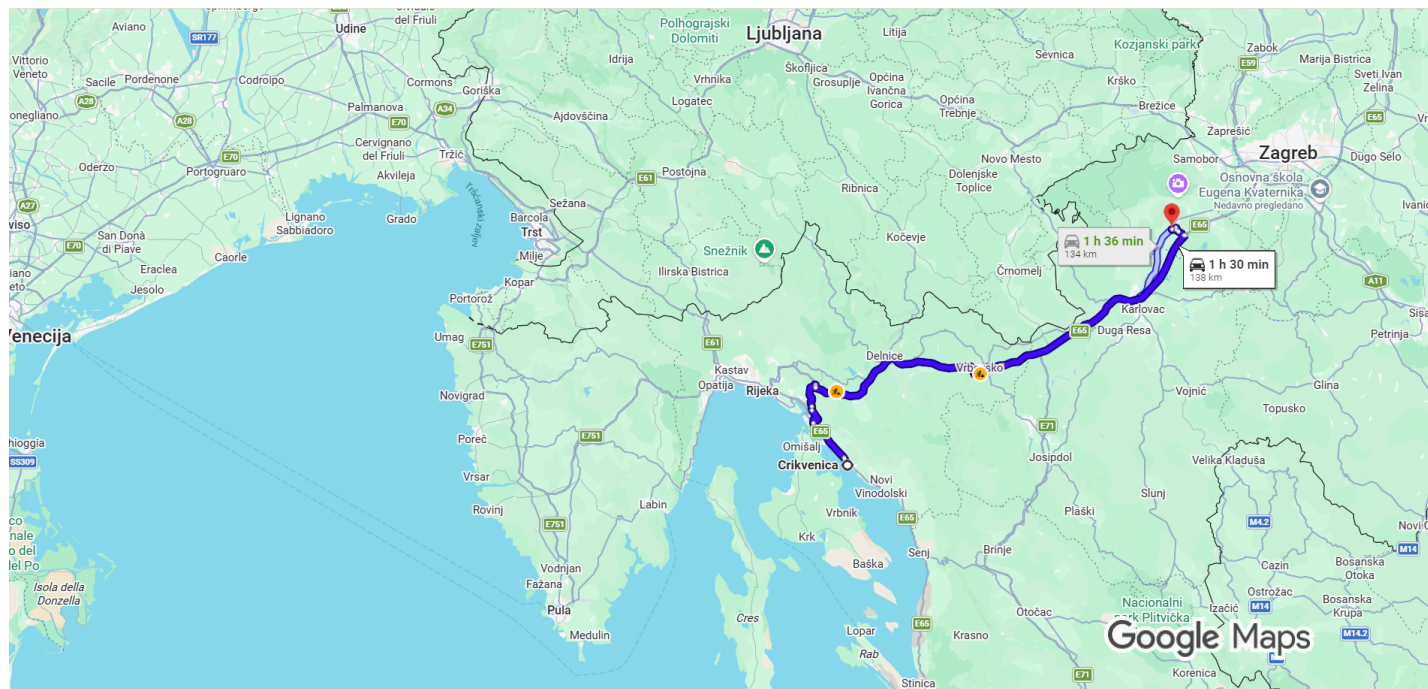 Aviano
Spilimbergo
SR177
Udine
Polhograjski
Dolomiti
Ljubljana
Litija
Sevnica
Kozjanski park
Zabok
E59
Marija Bistrica
Vittorio
Veneto
Sacile
Pordenone
Codroipo
Cormons
Goriška
Idrija
Vrhnika
Škofljica
Grosuplje
Općina
Ivančna
Gorica
Krško
Sveti Ivan
Zelina
A28
Palmanova
A34
Ajdovščina
Logatec
Općina
Trebnje
Brežice
Zaprešić
E65
A28
E70
Cervignano
del Friuli
Tržić
Zagreb
Dugo Selo
Oderzo
E70
Portogruaro
Akvileja
E61
Postojna
Novo Mesto
Samobor
Dolenjske
Toplice
Osnovna škola
Eugena Kvaternika
Nedavno pregledano
A27
Lignano
Sabbiadoro
Grado
Tršćanski zaljev
Sežana
Ribnica
San Donà
di Piave
E70
Barcola
Trst
Milje
Kočevje
E65
1 h 36 min
134 km
Caorle
Eraclea
Jesolo
Koper
Snežnik
Ilirska Bistrica
Črnomelj
1 h 30 min
138 km
A11
Portorož
Karlovac
Venecija
Umag
E751
E65
Duga Resa
Petrinja
E61
Kastav
Delnice
Vrbovsko
Opatija
Rijeka
Vojnić
Glina
Novigrad
Topusko
E71
E65
Poreč
E751
Omišalj
Josipdol
Velika Kladuša
SS309
Crikvenica
Vrsar
Novi
Vinodolski
Slunj
Labin
Rovinj
Vrbnik
Plaški
E751
Krk
E65
M4.2
M14
Senj
Brinje
Vodnjan
Baška
Cazin
Bosanska
Otoka
Isola della
Donzella
Fažana
Pula
Ostrožac
Nacionalni
park Plitvička
Izačić
M14
Bosanska
Krupa
Cres
E65
Otočac
Medulin
Lopar
Krasno
Google Maps
M14.2
Rab
Stinica
E71
Korenica